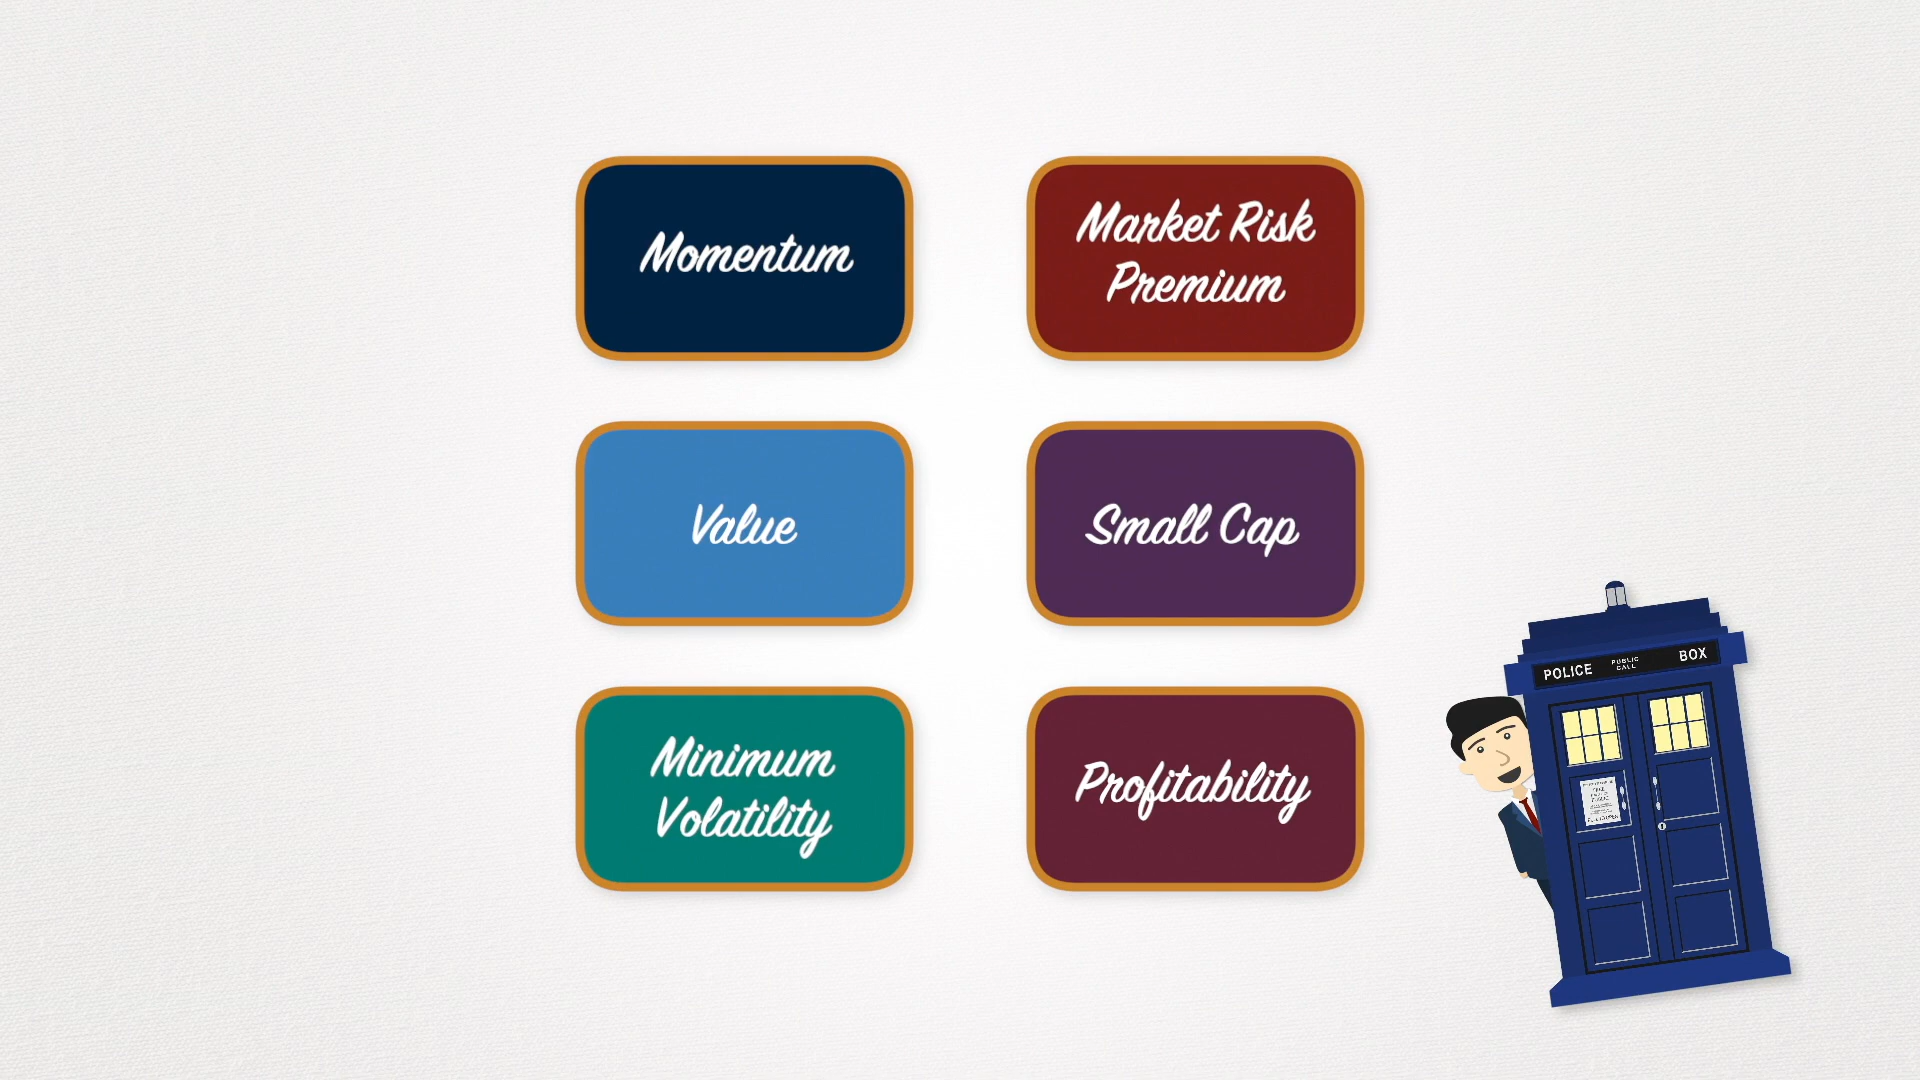 Momentum
Market Risk
Premium
Value
Small Cap
Minimum
Volatility
Profitability
POLICE PUBLIC CALL BOX